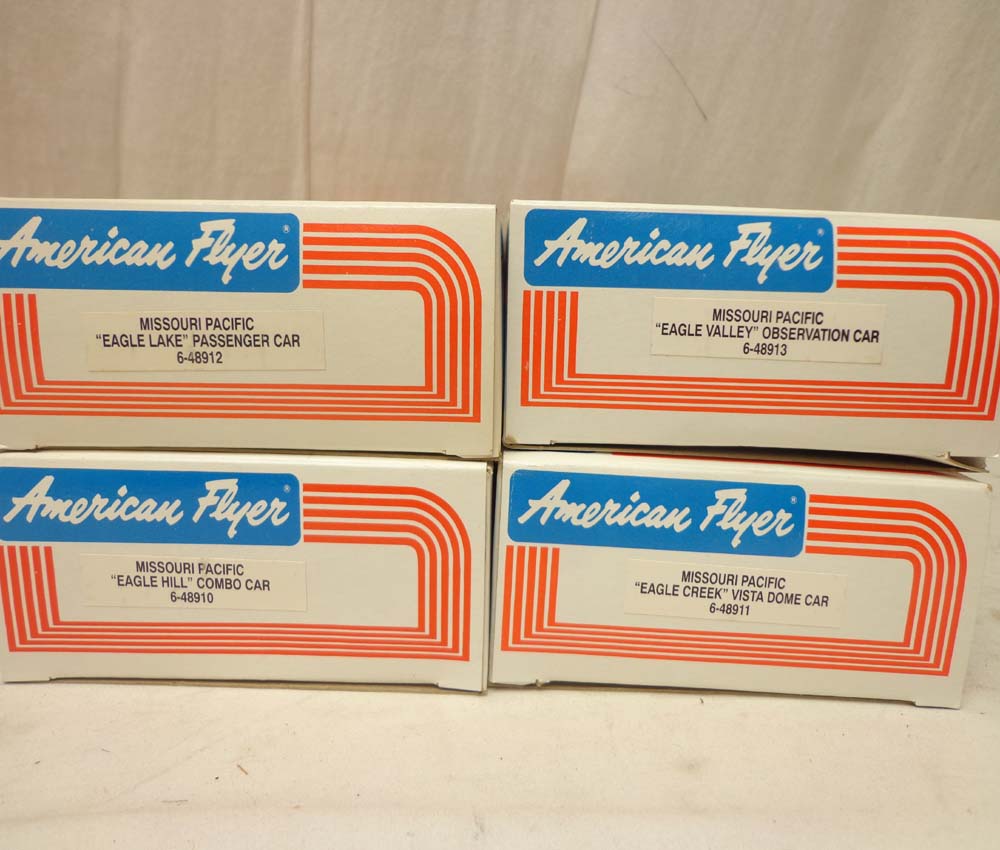 American Flyer®
MISSOURI PACIFIC
"EAGLE LAKE" PASSENGER CAR
6-48912
American Flyer®
MISSOURI PACIFIC
"EAGLE VALLEY" OBSERVATION CAR
6-48913
American Flyer®
MISSOURI PACIFIC
"EAGLE HILL" COMBO CAR
6-48910
American Flyer®
MISSOURI PACIFIC
"EAGLE CREEK" VISTA DOME CAR
6-48911